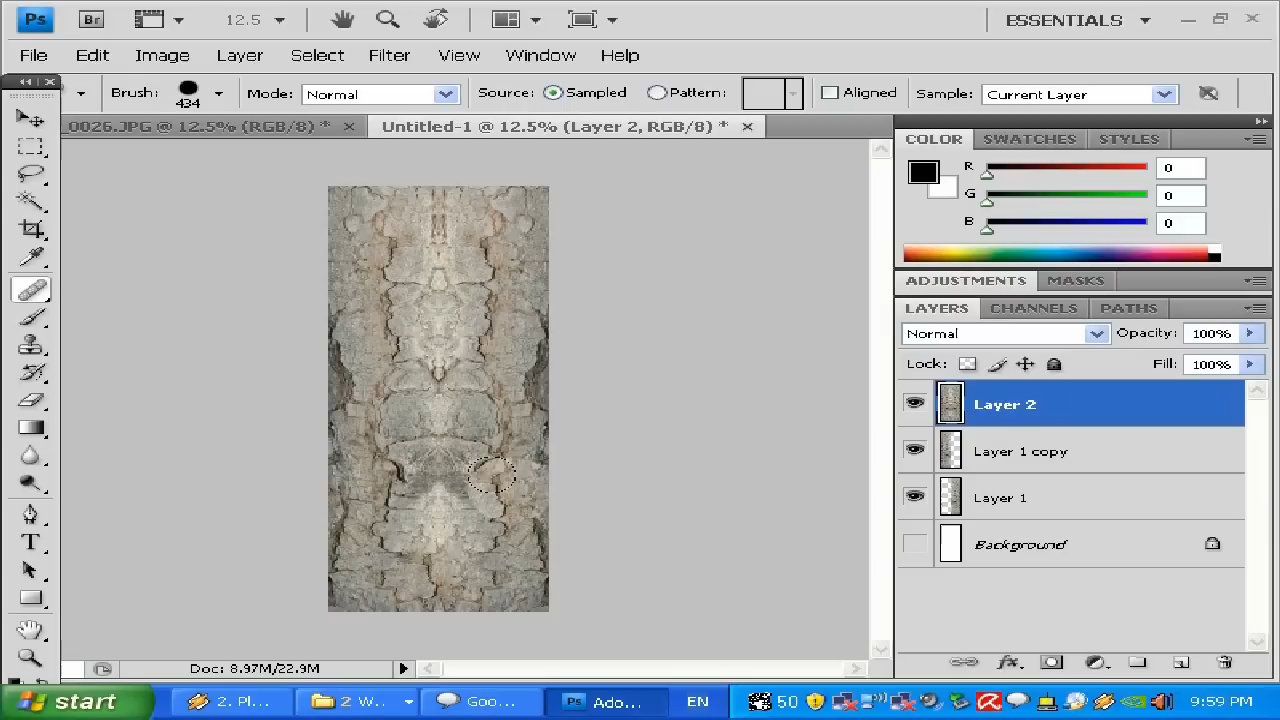 Ps Br 12.5 ESSENTIALS
File Edit Image Layer Select Filter View Window Help
Brush: 434 Mode: Normal Source: Sampled Pattern: Aligned Sample: Current Layer
_0026.JPG @ 12.5% (RGB/8) * Untitled-1 @ 12.5% (Layer 2, RGB/8) *
COLOR SWATCHES STYLES
R 0
G 0
B 0
ADJUSTMENTS MASKS
LAYERS CHANNELS PATHS
Normal Opacity: 100%
Lock: Fill: 100%
Layer 2
Layer 1 copy
Layer 1
Background
T
fx
Doc: 8.97M/22.9M
start 2. Pl... 2 W.. Goo... Ps Ado... EN 50 9:59 PM